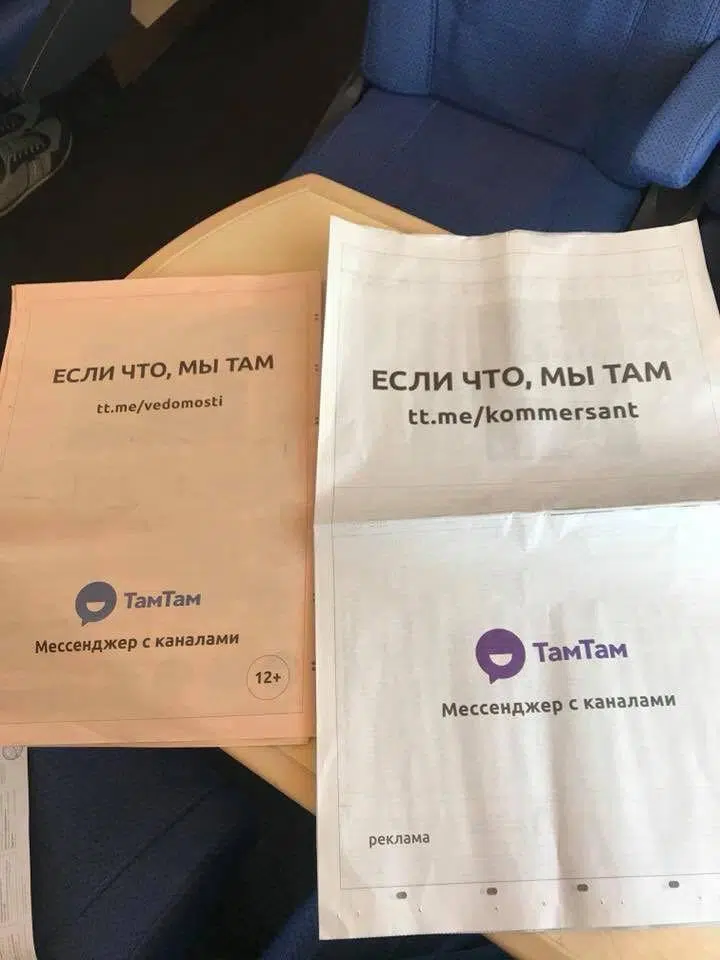 ЕСЛИ ЧТО, МЫ ТАМ
tt.me/vedomosti
ТамТам
Мессенджер с каналами
12+
ЕСЛИ ЧТО, МЫ ТАМ
tt.me/kommersant
ТамТам
Мессенджер с каналами
реклама